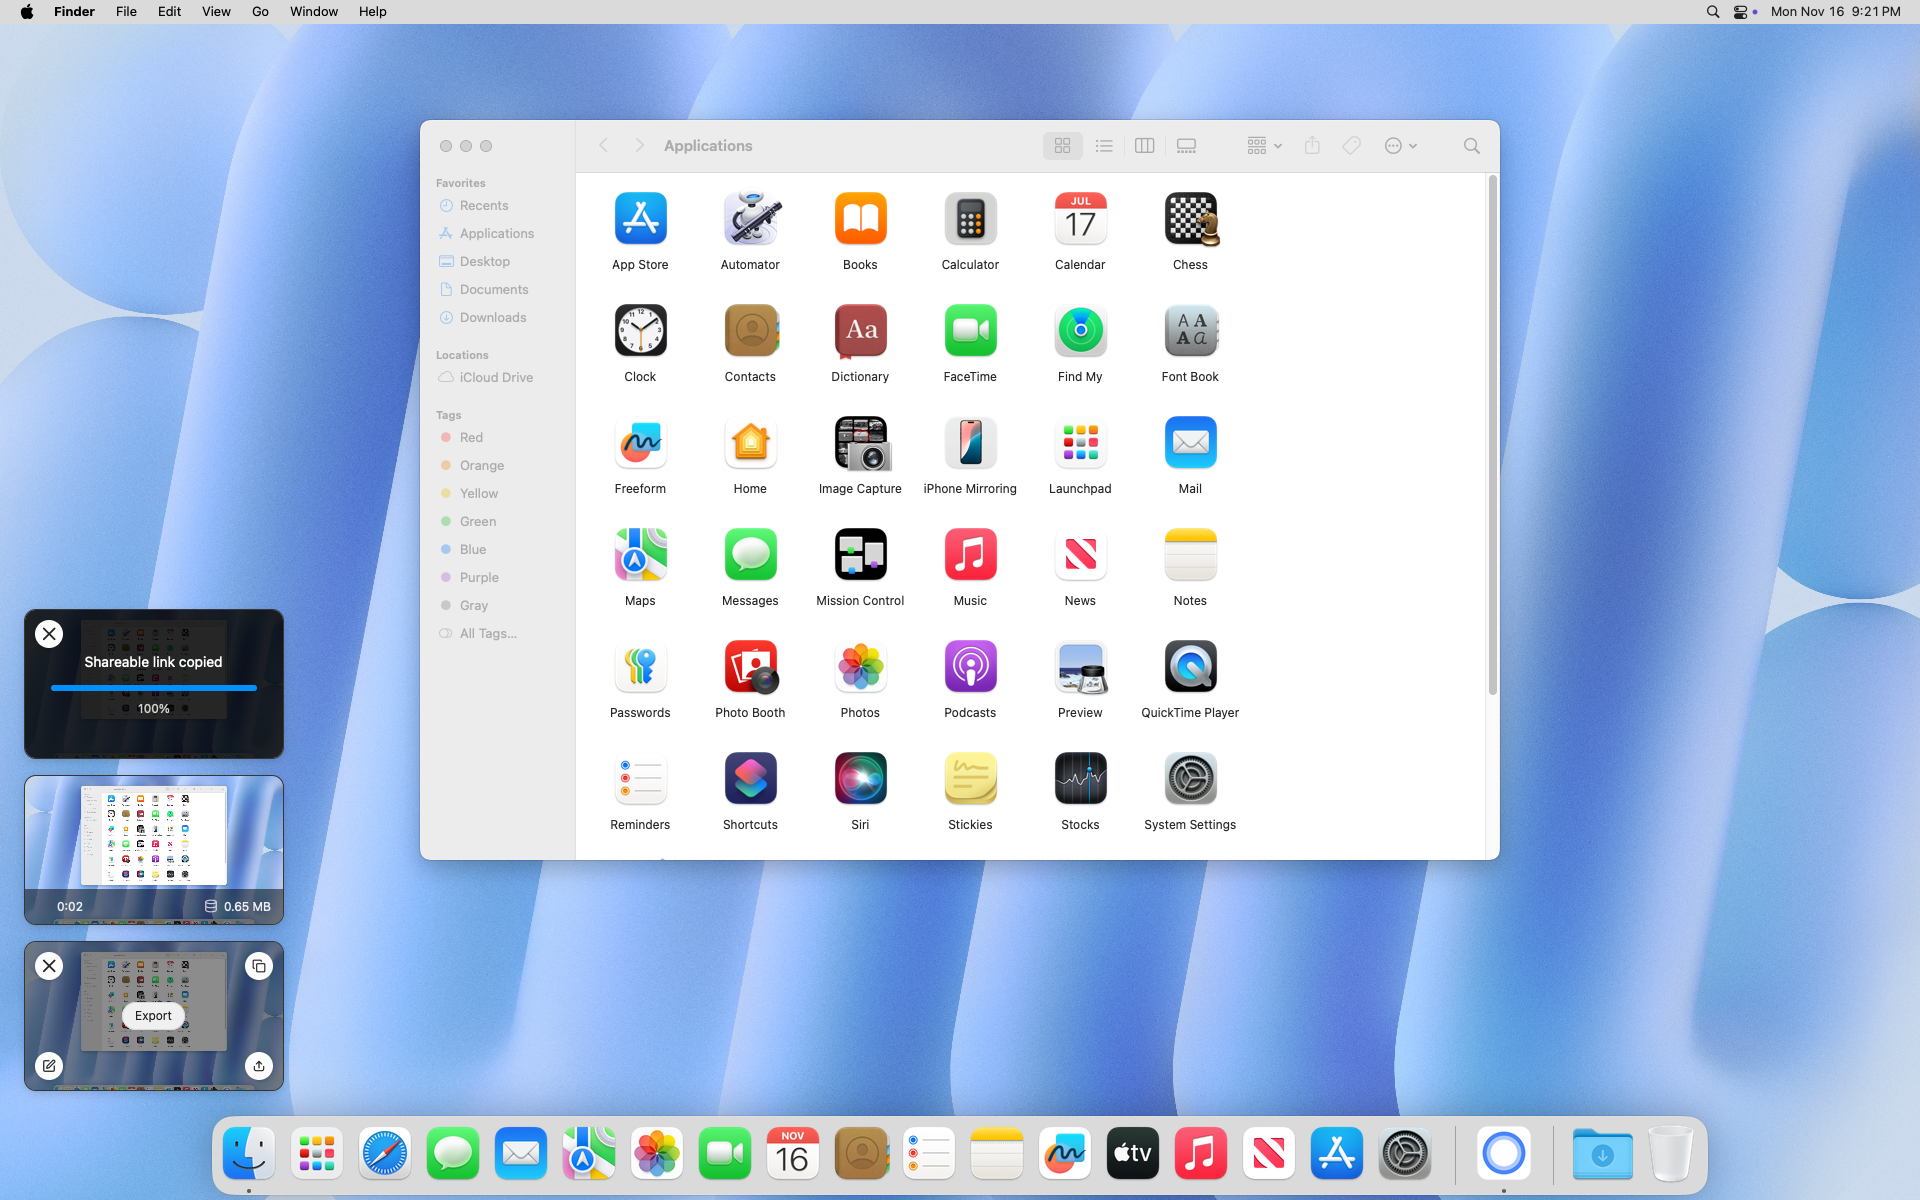 Finder File Edit View Go Window Help
Mon Nov 16 9:21 PM
Applications
Favorites
Recents
Applications
Desktop
Documents
Downloads
Locations
iCloud Drive
Tags
Red
Orange
Yellow
Green
Blue
Purple
Gray
All Tags...
JUL
17
App Store Automator Books Calculator Calendar Chess
Aa
A A
A a
Clock Contacts Dictionary FaceTime Find My Font Book
Freeform Home Image Capture iPhone Mirroring Launchpad Mail
Maps Messages Mission Control Music News Notes
Passwords Photo Booth Photos Podcasts Preview QuickTime Player
Reminders Shortcuts Siri Stickies Stocks System Settings
Shareable link copied
100%
0:02 0.65 MB
Export
NOV
16
tv